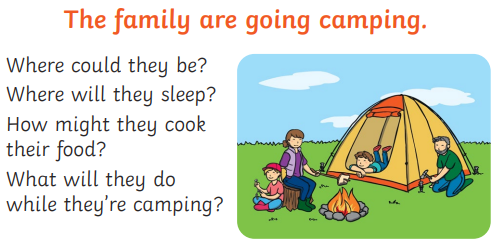 The family are going camping.
Where could they be?
Where will they sleep?
How might they cook
their food?
What will they do
while they're camping?